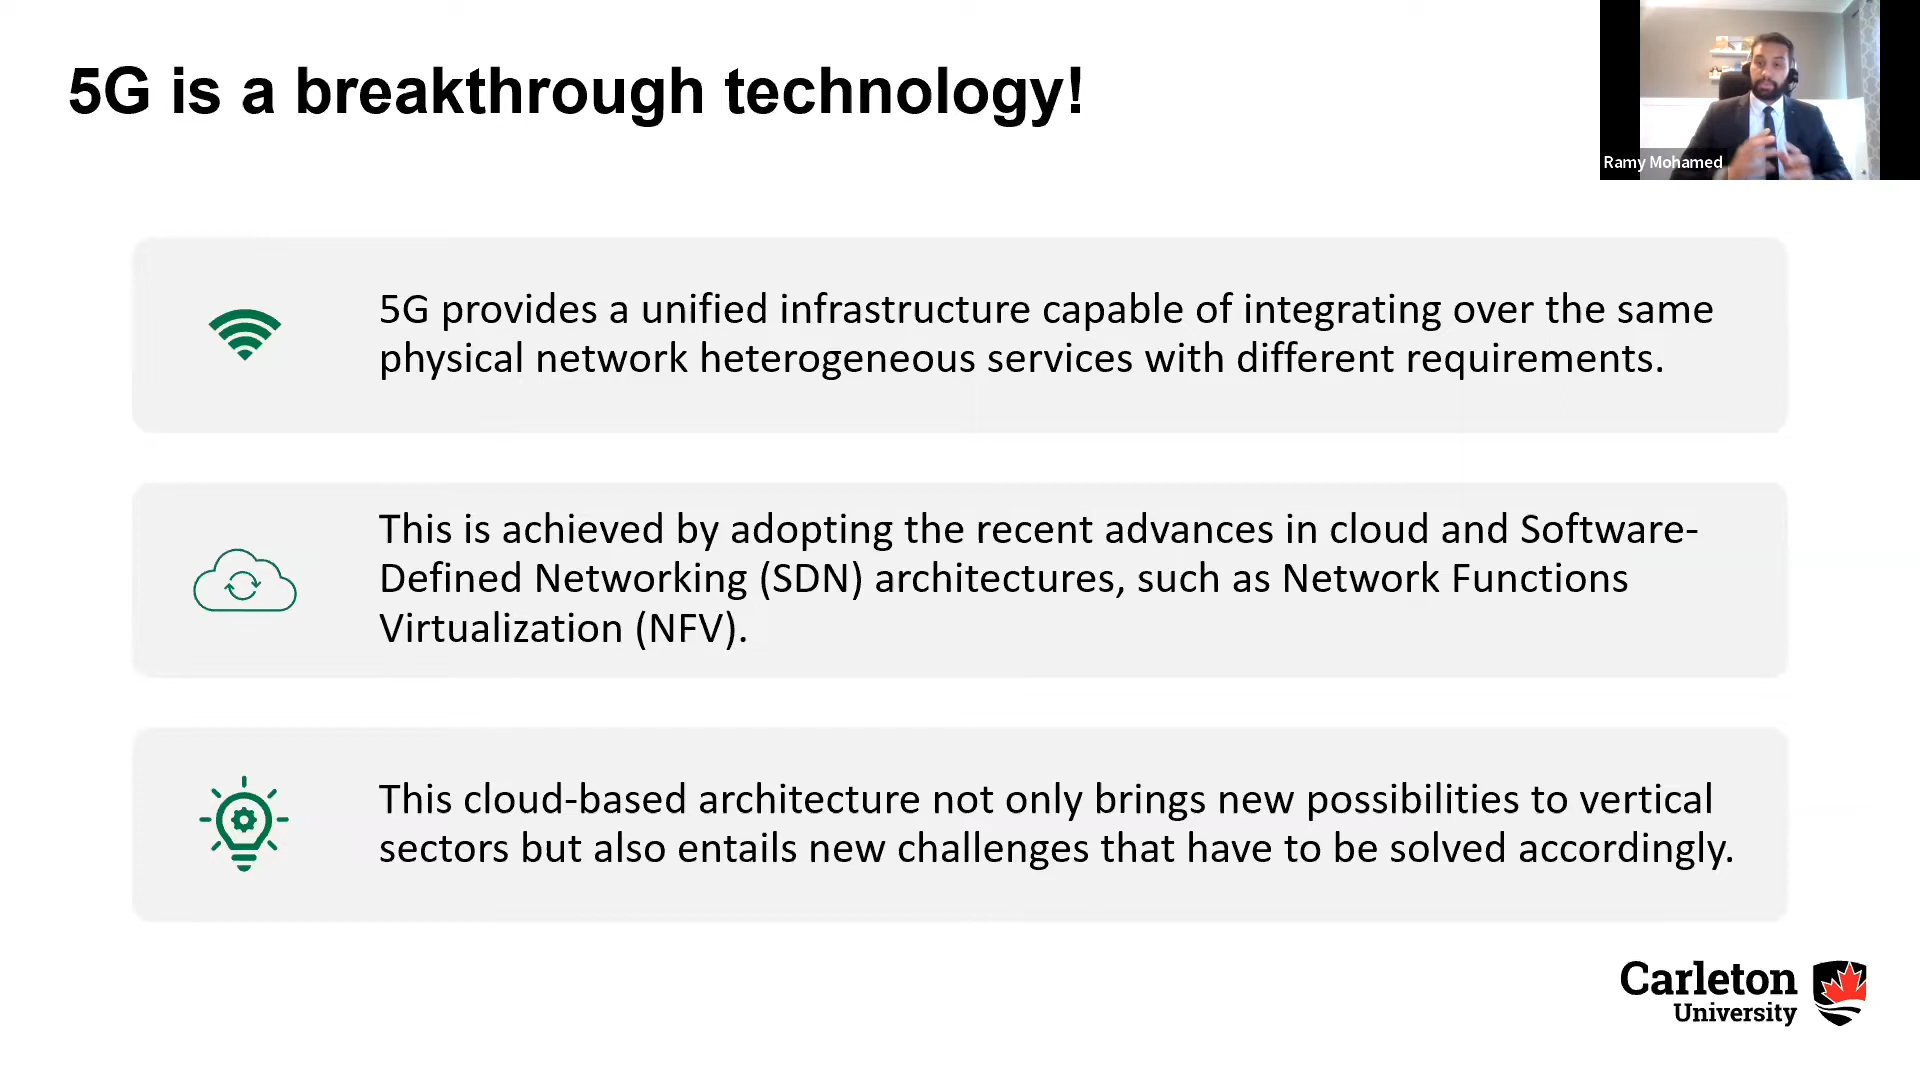 5G is a breakthrough technology!
Ramy Mohamed
5G provides a unified infrastructure capable of integrating over the same
physical network heterogeneous services with different requirements.
This is achieved by adopting the recent advances in cloud and Software-
Defined Networking (SDN) architectures, such as Network Functions
Virtualization (NFV).
This cloud-based architecture not only brings new possibilities to vertical
sectors but also entails new challenges that have to be solved accordingly.
Carleton
University